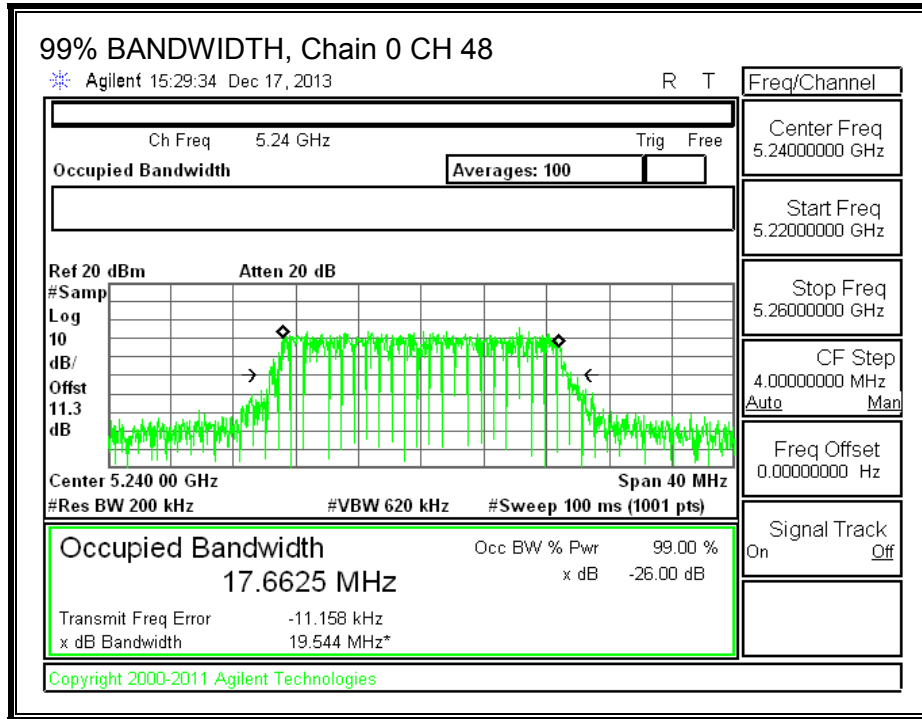 99% BANDWIDTH, Chain 0 CH 48
Agilent 15:29:34 Dec 17, 2013 R T
Freq/Channel
Ch Freq 5.24 GHz Trig Free
Occupied Bandwidth Averages: 100
Center Freq
5.24000000 GHz
Start Freq
5.22000000 GHz
Stop Freq
5.26000000 GHz
CF Step
4.00000000 MHz
Auto Man
Freq Offset
0.00000000 Hz
Signal Track
On Off
Ref 20 dBm Atten 20 dB
#Samp
Log
10
dB/
Offst
11.3
dB
Center 5.240 00 GHz Span 40 MHz
#Res BW 200 kHz #VBW 620 kHz #Sweep 100 ms (1001 pts)
Occupied Bandwidth Occ BW % Pwr 99.00 %
17.6625 MHz x dB -26.00 dB
Transmit Freq Error -11.158 kHz
x dB Bandwidth 19.544 MHz*
Copyright 2000-2011 Agilent Technologies